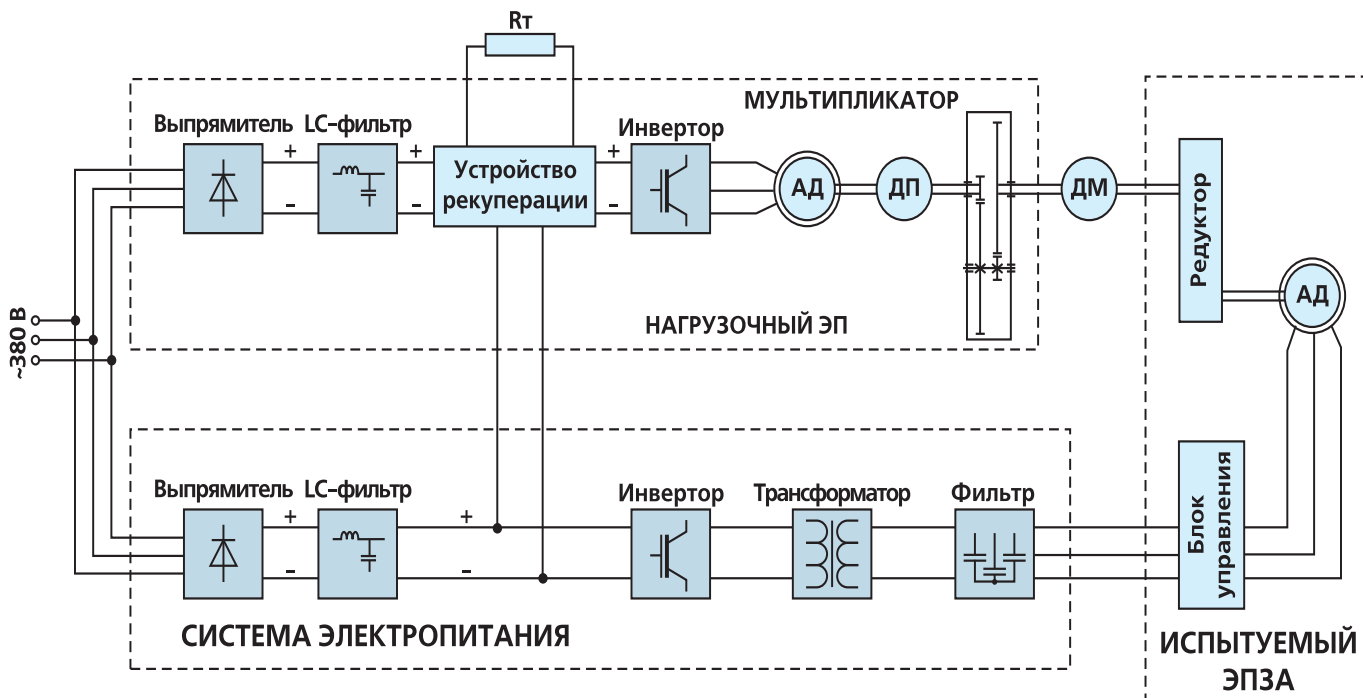 Rт
МУЛЬТИПЛИКАТОР
Выпрямитель
LC-фильтр
Инвертор
+
+
+
Устройство
рекуперации
-
-
-
АД
ДП
ДМ
Редуктор
АД
НАГРУЗОЧНЫЙ ЭП
~380 В
Выпрямитель
LC-фильтр
Инвертор
Трансформатор
Фильтр
+
+
-
-
Блок
управления
СИСТЕМА ЭЛЕКТРОПИТАНИЯ
ИСПЫТУЕМЫЙ
ЭПЗА